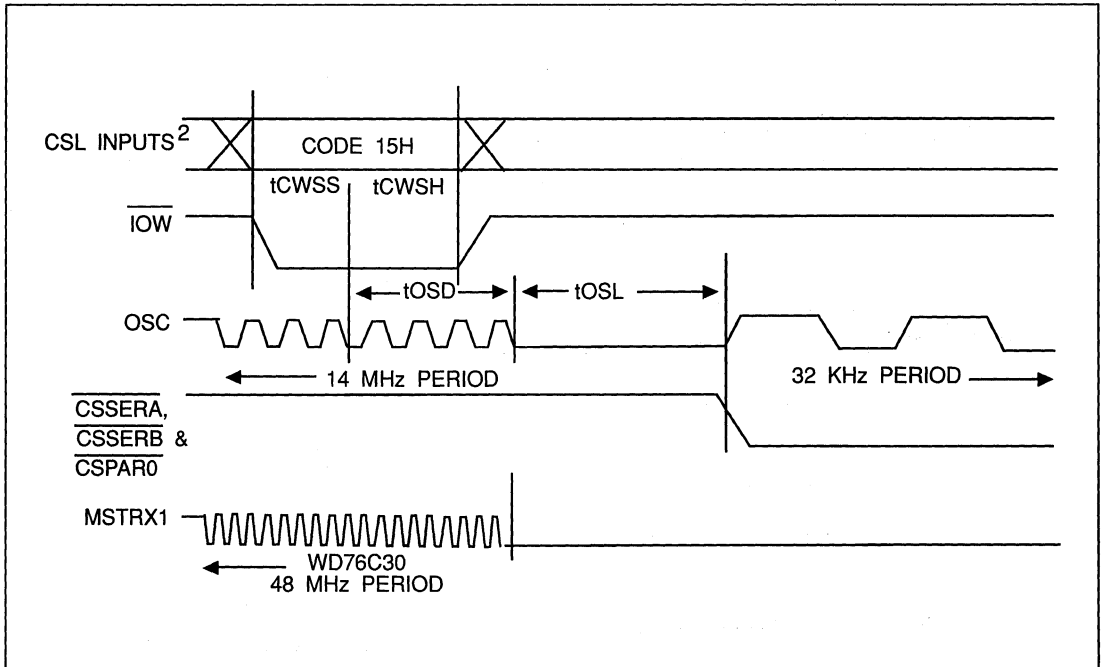 CSL INPUTS2
CODE 15H
tCWSS tCWSH
IOW
tOSD tOSL
OSC
14 MHz PERIOD
32 KHz PERIOD
CSSERA,
CSSERB &
CSPAR0
MSTRX1
WD76C30
48 MHz PERIOD